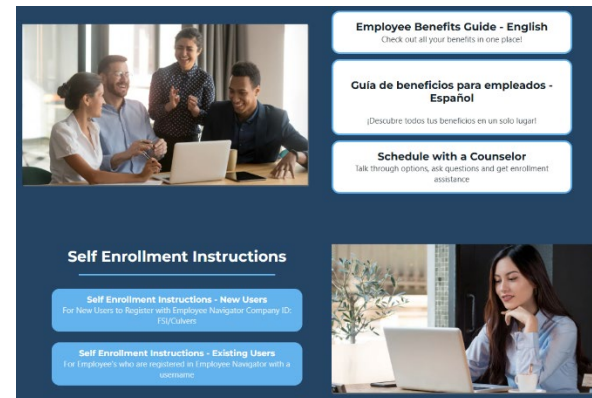 Employee Benefits Guide - English
Check out all your benefits in one place!
Guía de beneficios para empleados -
Español
¡Descubre todos tus beneficios en un solo lugar!
Schedule with a Counselor
Talk through options, ask questions and get enrollment
assistance
Self Enrollment Instructions
Self Enrollment Instructions - New Users
For New Users to Register with Employee Navigator Company ID:
FSI/Culvers
Self Enrollment Instructions - Existing Users
For Employee's who are registered in Employee Navigator with a
username